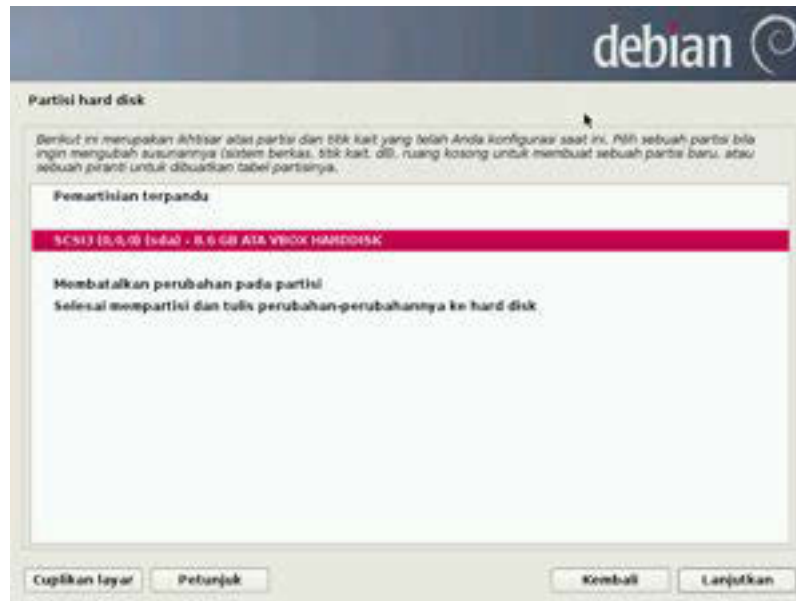 debian
Partisi hard disk
Berikut ini merupakan ikhtisar atas partisi dan titik kait yang telah Anda konfigurasi saat ini. Pilih sebuah partisi bila
ingin mengubah susunannya (sistem berkas, titik kait, dll), ruang kosong untuk membuat sebuah partisi baru, atau
sebuah piranti untuk dibuatkan tabel partisinya.
Pemartisian terpandu
SCSI3 (0,0,0) (sda) - 8.6 GB ATA VBOX HARDDISK
Membatalkan perubahan pada partisi
Selesai mempartisi dan tulis perubahan-perubahannya ke hard disk
Cuplikan layar
Petunjuk
Kembali
Lanjutkan